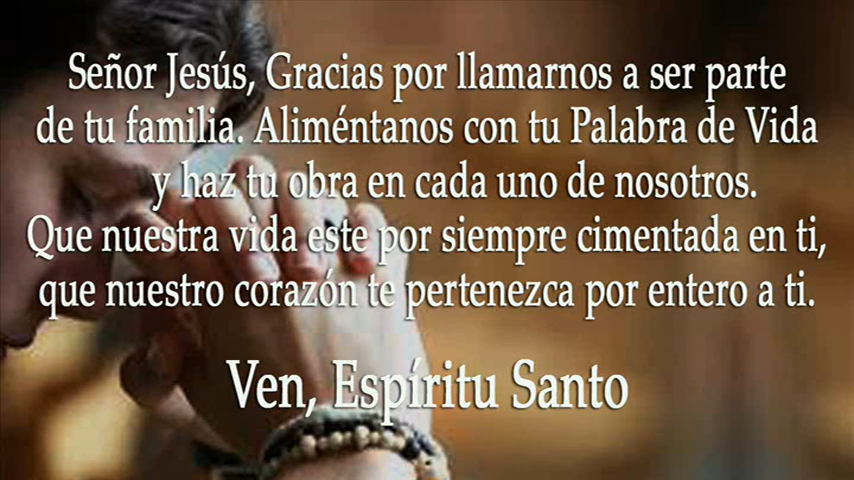 Señor Jesús, Gracias por llamarnos a ser parte
de tu familia. Aliméntanos con tu Palabra de Vida
y haz tu obra en cada uno de nosotros.
Que nuestra vida este por siempre cimentada en ti,
que nuestro corazón te pertenezca por entero a ti.
Ven, Espíritu Santo